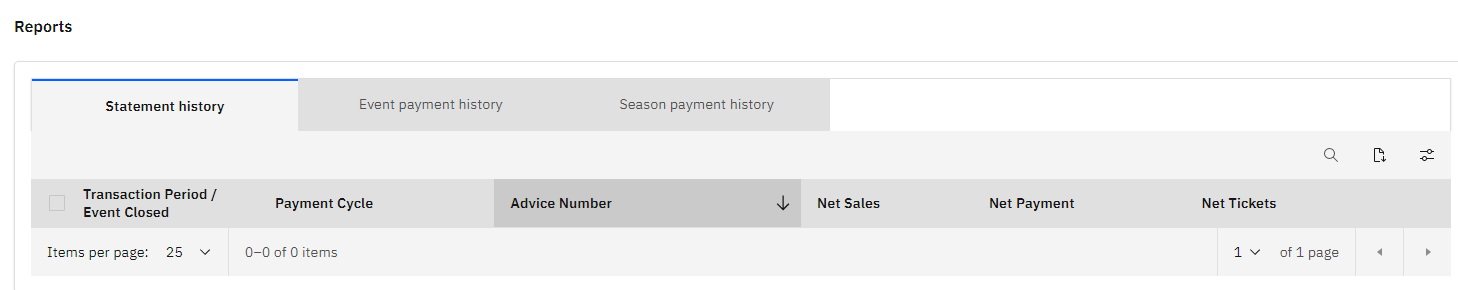 Reports
Statement history
Event payment history
Season payment history
Transaction Period /
Event Closed
Payment Cycle
Advice Number
Net Sales
Net Payment
Net Tickets
Items per page: 25
0–0 of 0 items
1
of 1 page